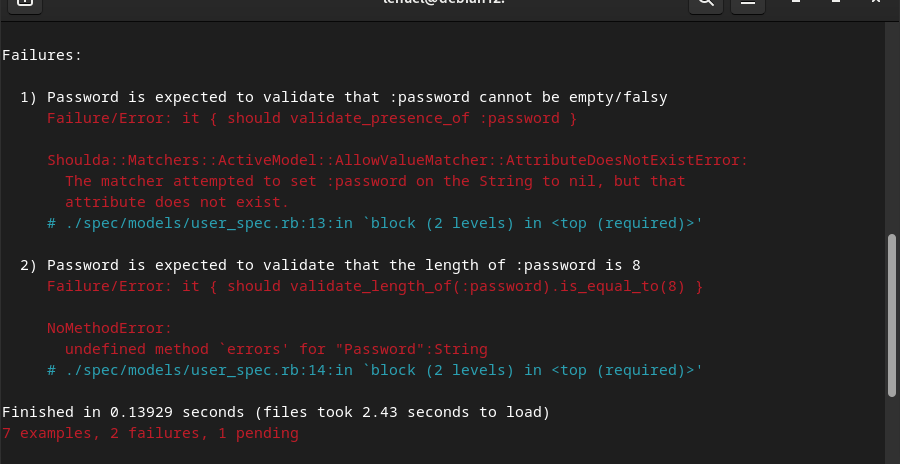 Failures:
1) Password is expected to validate that :password cannot be empty/falsy
Failure/Error: it { should validate_presence_of :password }
Shoulda::Matchers::ActiveModel::AllowValueMatcher::AttributeDoesNotExistError:
The matcher attempted to set :password on the String to nil, but that
attribute does not exist.
# ./spec/models/user_spec.rb:13:in `block (2 levels) in <top (required)>'
2) Password is expected to validate that the length of :password is 8
Failure/Error: it { should validate_length_of(:password).is_equal_to(8) }
NoMethodError:
undefined method `errors' for "Password":String
# ./spec/models/user_spec.rb:14:in `block (2 levels) in <top (required)>'
Finished in 0.13929 seconds (files took 2.43 seconds to load)
7 examples, 2 failures, 1 pending